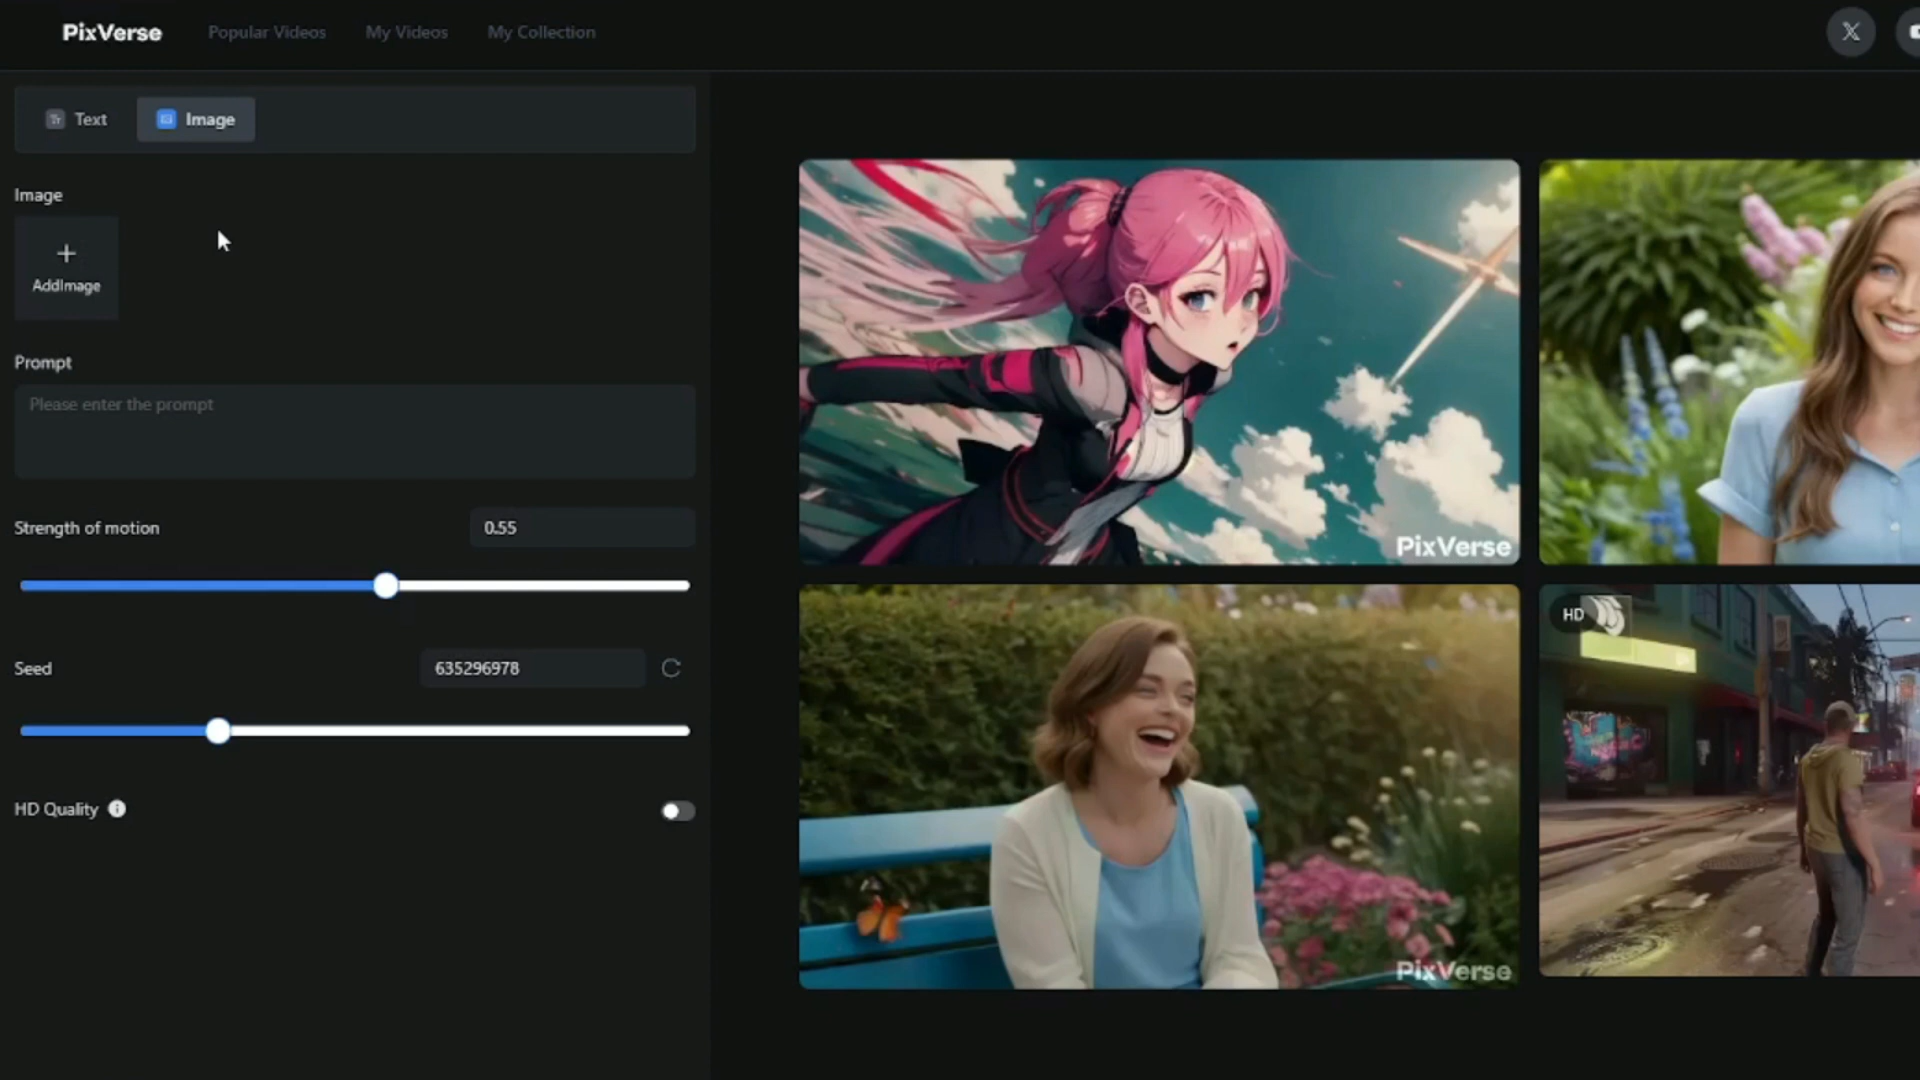 PixVerse
Popular Videos
My Videos
My Collection
X
Tr Text
Image
Image
+
AddImage
Prompt
Please enter the prompt
Strength of motion
0.55
Seed
635296978
HD Quality
PixVerse
PixVerse
HD